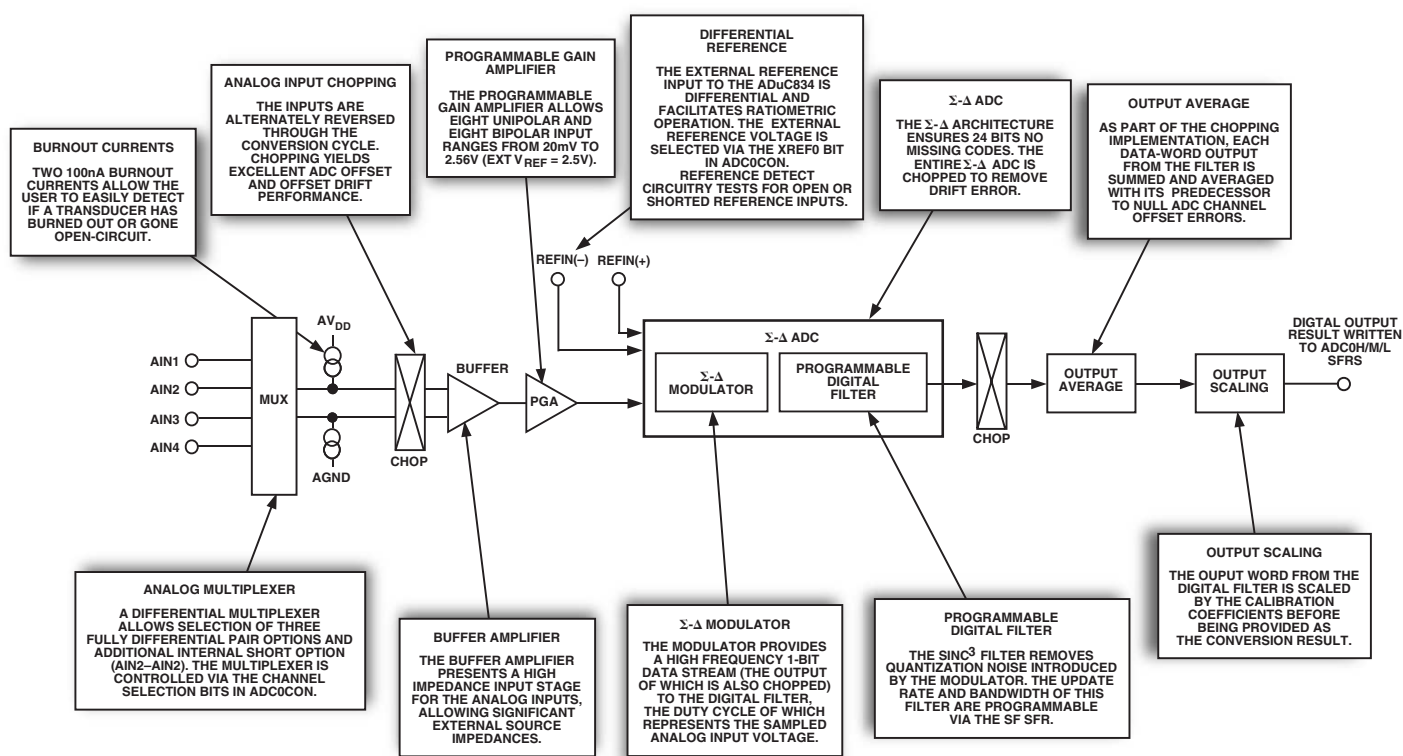 BURNOUT CURRENTS
TWO 100nA BURNOUT
CURRENTS ALLOW THE
USER TO EASILY DETECT
IF A TRANSDUCER HAS
BURNED OUT OR GONE
OPEN-CIRCUIT.
ANALOG INPUT CHOPPING
THE INPUTS ARE
ALTERNATELY REVERSED
THROUGH THE
CONVERSION CYCLE.
CHOPPING YIELDS
EXCELLENT ADC OFFSET
AND OFFSET DRIFT
PERFORMANCE.
PROGRAMMABLE GAIN
AMPLIFIER
THE PROGRAMMABLE
GAIN AMPLIFIER ALLOWS
EIGHT UNIPOLAR AND
EIGHT BIPOLAR INPUT
RANGES FROM 20mV TO
2.56V (EXT VREF = 2.5V).
DIFFERENTIAL
REFERENCE
THE EXTERNAL REFERENCE
INPUT TO THE ADuC834 IS
DIFFERENTIAL AND
FACILITATES RATIOMETRIC
OPERATION. THE EXTERNAL
REFERENCE VOLTAGE IS
SELECTED VIA THE XREF0 BIT
IN ADC0CON.
REFERENCE DETECT
CIRCUITRY TESTS FOR OPEN OR
SHORTED REFERENCE INPUTS.
Σ-Δ ADC
THE Σ-Δ ARCHITECTURE
ENSURES 24 BITS NO
MISSING CODES. THE
ENTIRE Σ-Δ ADC IS
CHOPPED TO REMOVE
DRIFT ERROR.
OUTPUT AVERAGE
AS PART OF THE CHOPPING
IMPLEMENTATION, EACH
DATA-WORD OUTPUT
FROM THE FILTER IS
SUMMED AND AVERAGED
WITH ITS PREDECESSOR
TO NULL ADC CHANNEL
OFFSET ERRORS.
REFIN(–) REFIN(+)
AIN1
AIN2
AIN3
AIN4
MUX
AVDD
AGND
CHOP
BUFFER
PGA
Σ-Δ ADC
Σ-Δ
MODULATOR
PROGRAMMABLE
DIGITAL
FILTER
CHOP
OUTPUT
AVERAGE
OUTPUT
SCALING
DIGTAL OUTPUT
RESULT WRITTEN
TO ADC0H/M/L
SFRS
ANALOG MULTIPLEXER
A DIFFERENTIAL MULTIPLEXER
ALLOWS SELECTION OF THREE
FULLY DIFFERENTIAL PAIR OPTIONS AND
ADDITIONAL INTERNAL SHORT OPTION
(AIN2–AIN2). THE MULTIPLEXER IS
CONTROLLED VIA THE CHANNEL
SELECTION BITS IN ADC0CON.
BUFFER AMPLIFIER
THE BUFFER AMPLIFIER
PRESENTS A HIGH
IMPEDANCE INPUT STAGE
FOR THE ANALOG INPUTS,
ALLOWING SIGNIFICANT
EXTERNAL SOURCE
IMPEDANCES.
Σ-Δ MODULATOR
THE MODULATOR PROVIDES
A HIGH FREQUENCY 1-BIT
DATA STREAM (THE OUTPUT
OF WHICH IS ALSO CHOPPED)
TO THE DIGITAL FILTER,
THE DUTY CYCLE OF WHICH
REPRESENTS THE SAMPLED
ANALOG INPUT VOLTAGE.
PROGRAMMABLE
DIGITAL FILTER
THE SINC3 FILTER REMOVES
QUANTIZATION NOISE INTRODUCED
BY THE MODULATOR. THE UPDATE
RATE AND BANDWIDTH OF THIS
FILTER ARE PROGRAMMABLE
VIA THE SF SFR.
OUTPUT SCALING
THE OUPUT WORD FROM THE
DIGITAL FILTER IS SCALED
BY THE CALIBRATION
COEFFICIENTS BEFORE
BEING PROVIDED AS
THE CONVERSION RESULT.